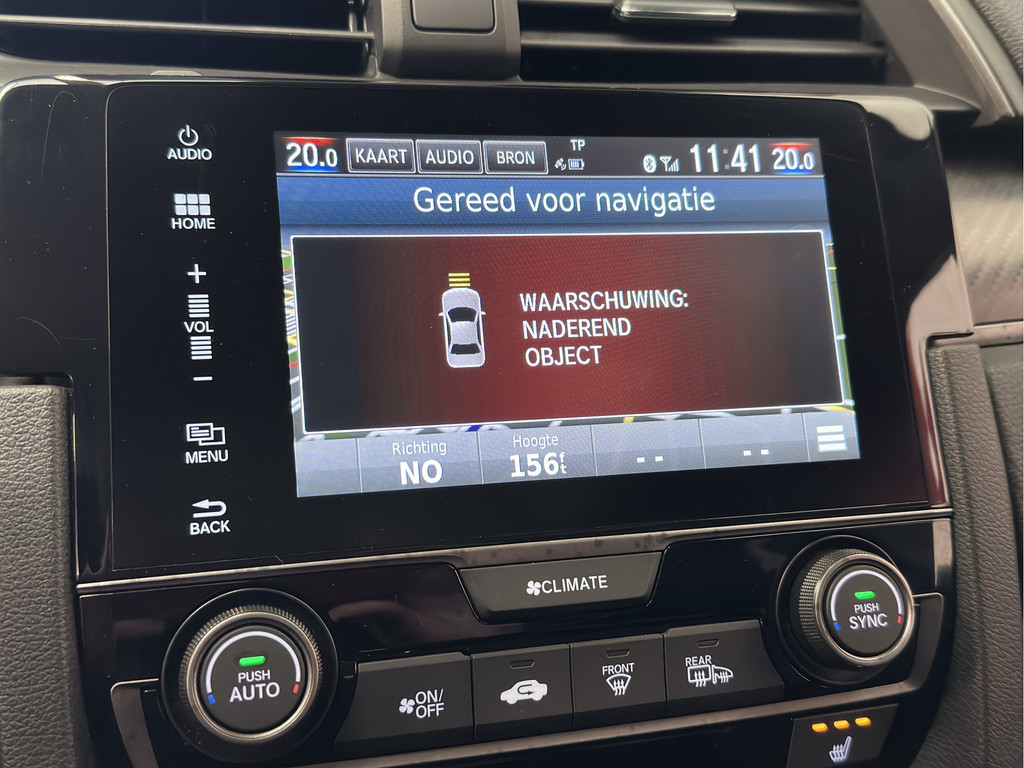 AUDIO
HOME
+
VOL
−
MENU
BACK
20.0 KAART AUDIO BRON TP 11:41 20.0
Gereed voor navigatie
WAARSCHUWING:
NADEREND
OBJECT
Richting
NO
Hoogte
156ft
--
--
CLIMATE
PUSH
AUTO
ON/
OFF
FRONT
REAR
PUSH
SYNC